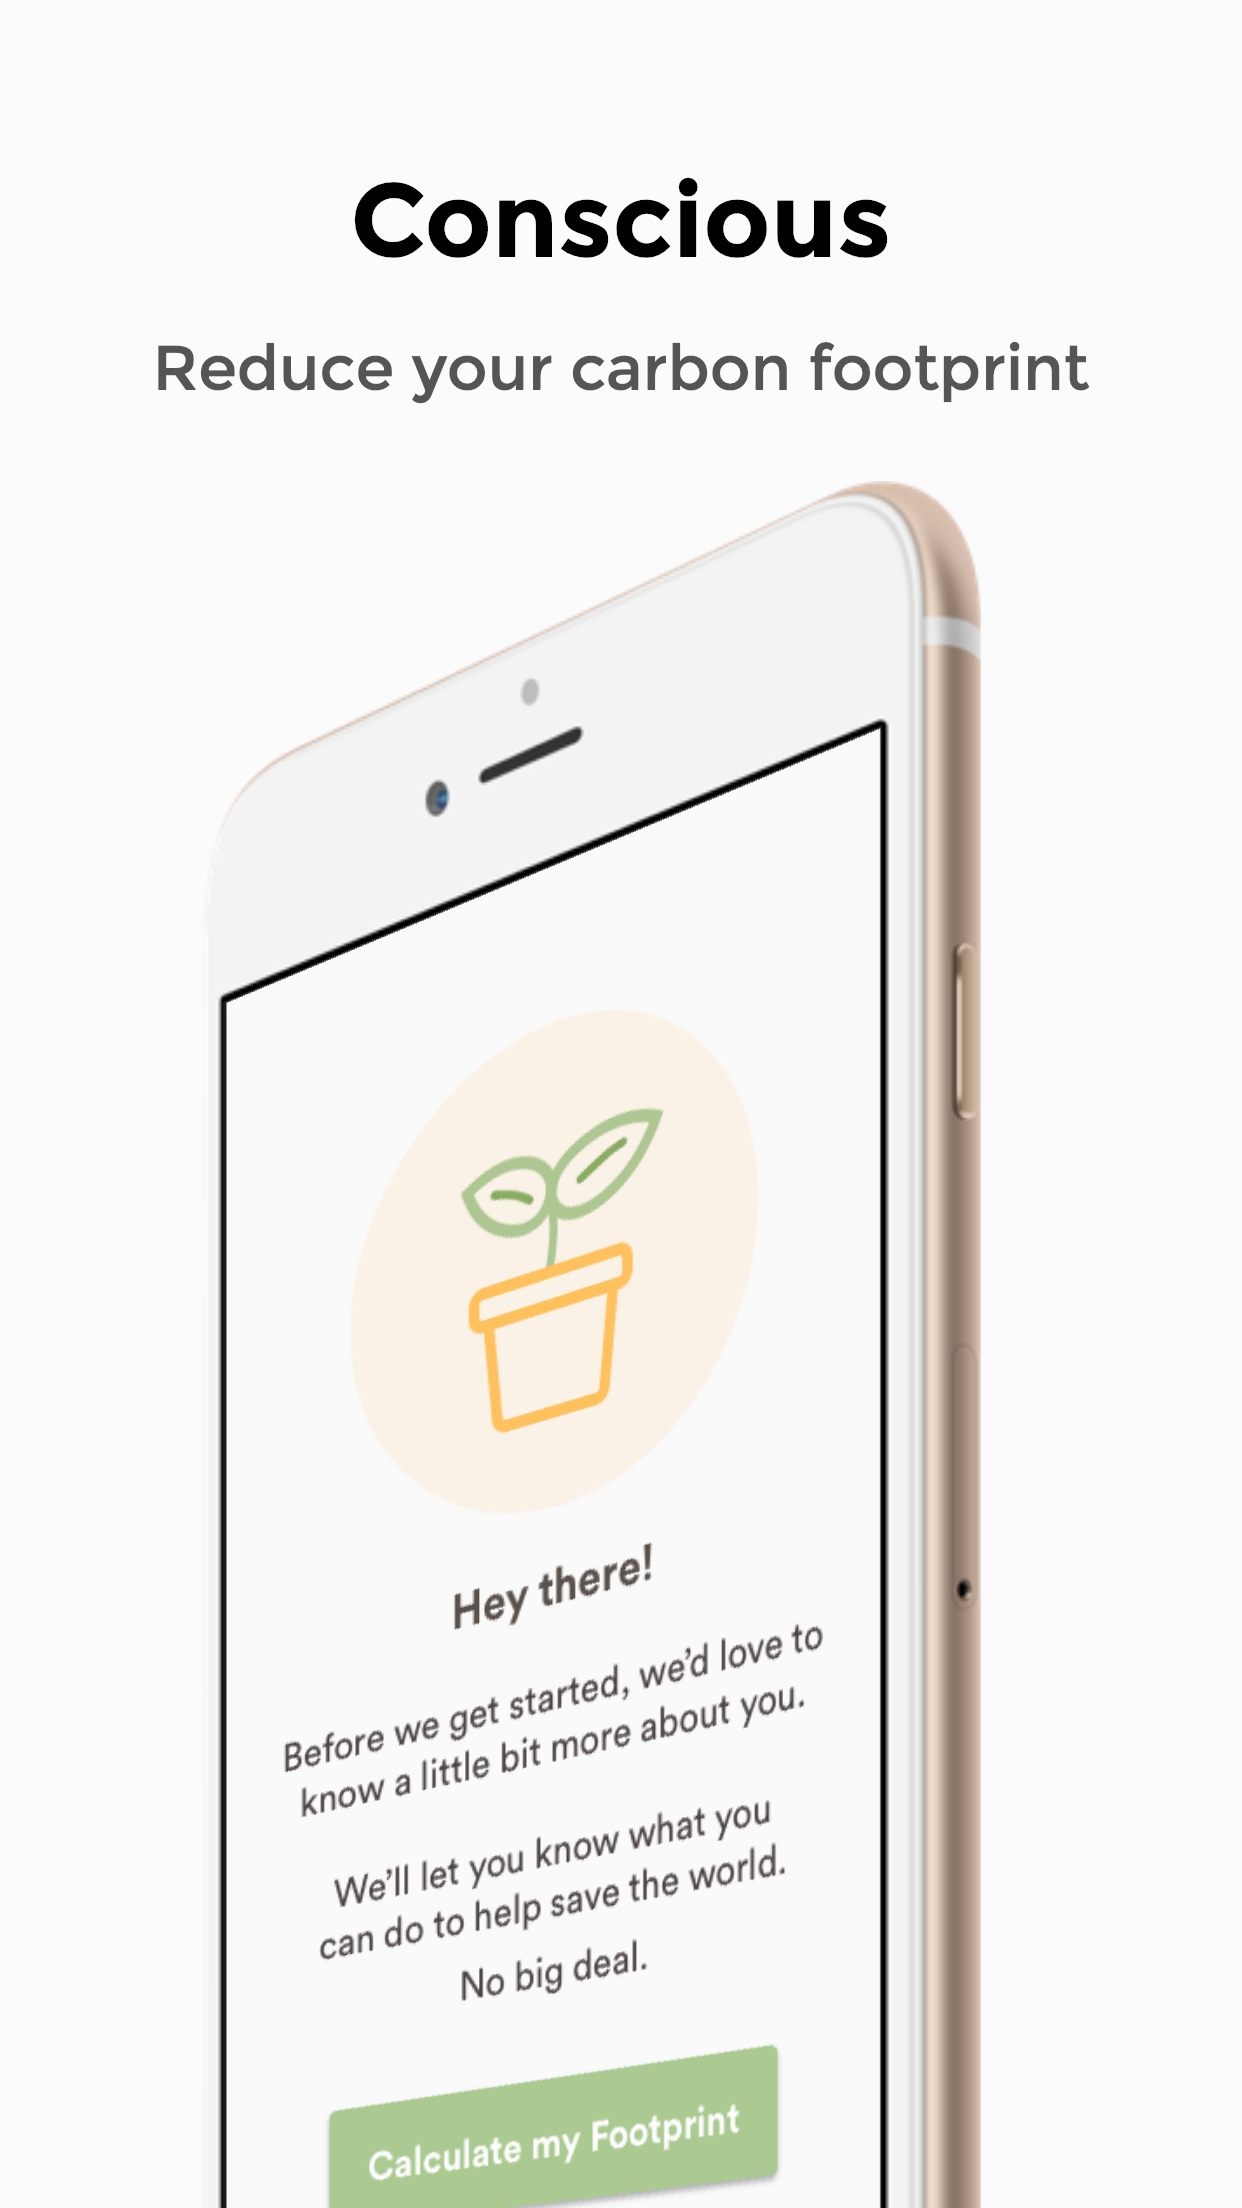 Conscious
Reduce your carbon footprint
Hey there!
Before we get started, we’d love to
know a little bit more about you.
We’ll let you know what you
can do to help save the world.
No big deal.
Calculate my Footprint